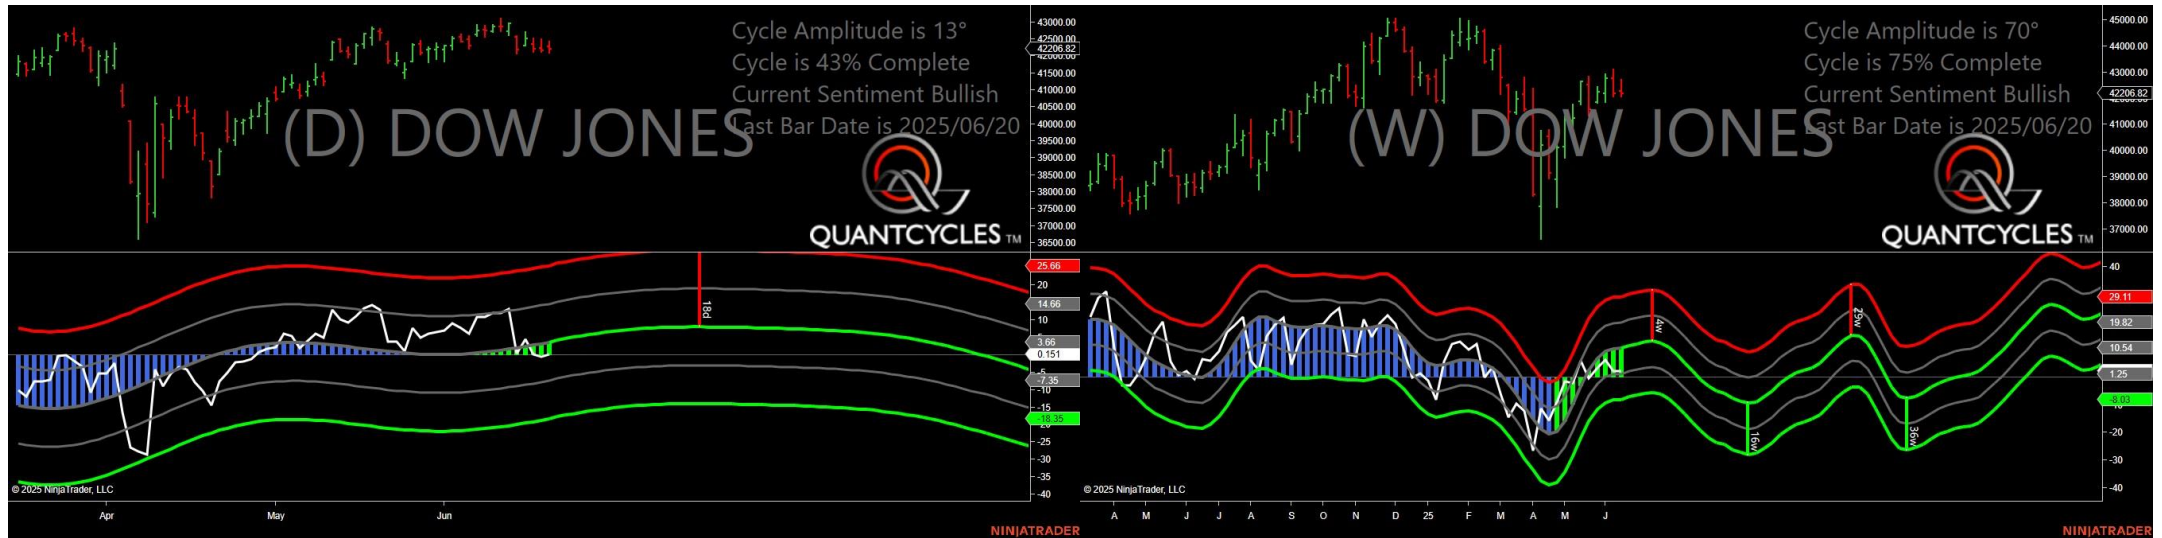 Cycle Amplitude is 13°
Cycle is 43% Complete
Current Sentiment Bullish
Last Bar Date is 2025/06/20
(D) DOW JONES
QUANTCYCLES TM
43000.00
42500.00
42206.82
42000.00
41500.00
41000.00
40500.00
40000.00
39500.00
39000.00
38500.00
38000.00
37500.00
37000.00
36500.00
25.66
20
14.66
10
3.66
0.151
-5
-7.35
-10
-15
-18.35
-25
-30
-35
-40
18d
© 2025 NinjaTrader, LLC
Apr May Jun
NINJATRADER
Cycle Amplitude is 70°
Cycle is 75% Complete
Current Sentiment Bullish
Last Bar Date is 2025/06/20
(W) DOW JONES
QUANTCYCLES TM
45000.00
44000.00
43000.00
42206.82
41000.00
40000.00
39000.00
38000.00
37000.00
40
29.11
19.82
10.54
1.25
-8.03
-20
-30
-40
4w
16w
29w
36w
© 2025 NinjaTrader, LLC
A M J J A S O N D 25 F M A M J
NINJATRADER